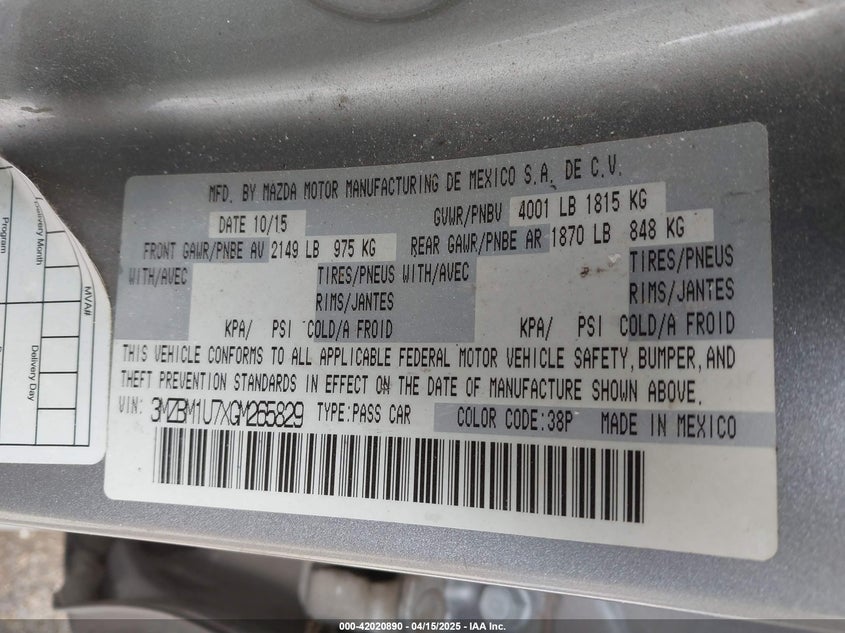 MFD. BY MAZDA MOTOR MANUFACTURING DE MEXICO S.A. DE C.V.
DATE 10/15 GVWR/PNBV 4001 LB 1815 KG
FRONT GAWR/PNBE AV 2149 LB 975 KG REAR GAWR/PNBE AR 1870 LB 848 KG
WITH/AVEC TIRES/PNEUS WITH/AVEC TIRES/PNEUS
RIMS/JANTES RIMS/JANTES
KPA/ PSI COLD/A FROID KPA/ PSI COLD/A FROID
THIS VEHICLE CONFORMS TO ALL APPLICABLE FEDERAL MOTOR VEHICLE SAFETY, BUMPER, AND
THEFT PREVENTION STANDARDS IN EFFECT ON THE DATE OF MANUFACTURE SHOWN ABOVE.
VIN: 3MZBM1U7XGM265829 TYPE:PASS CAR COLOR CODE:38P MADE IN MEXICO
Delivery Month
Program
MVA#
Delivery Day
000-42020890 - 04/15/2025 - IAA Inc.